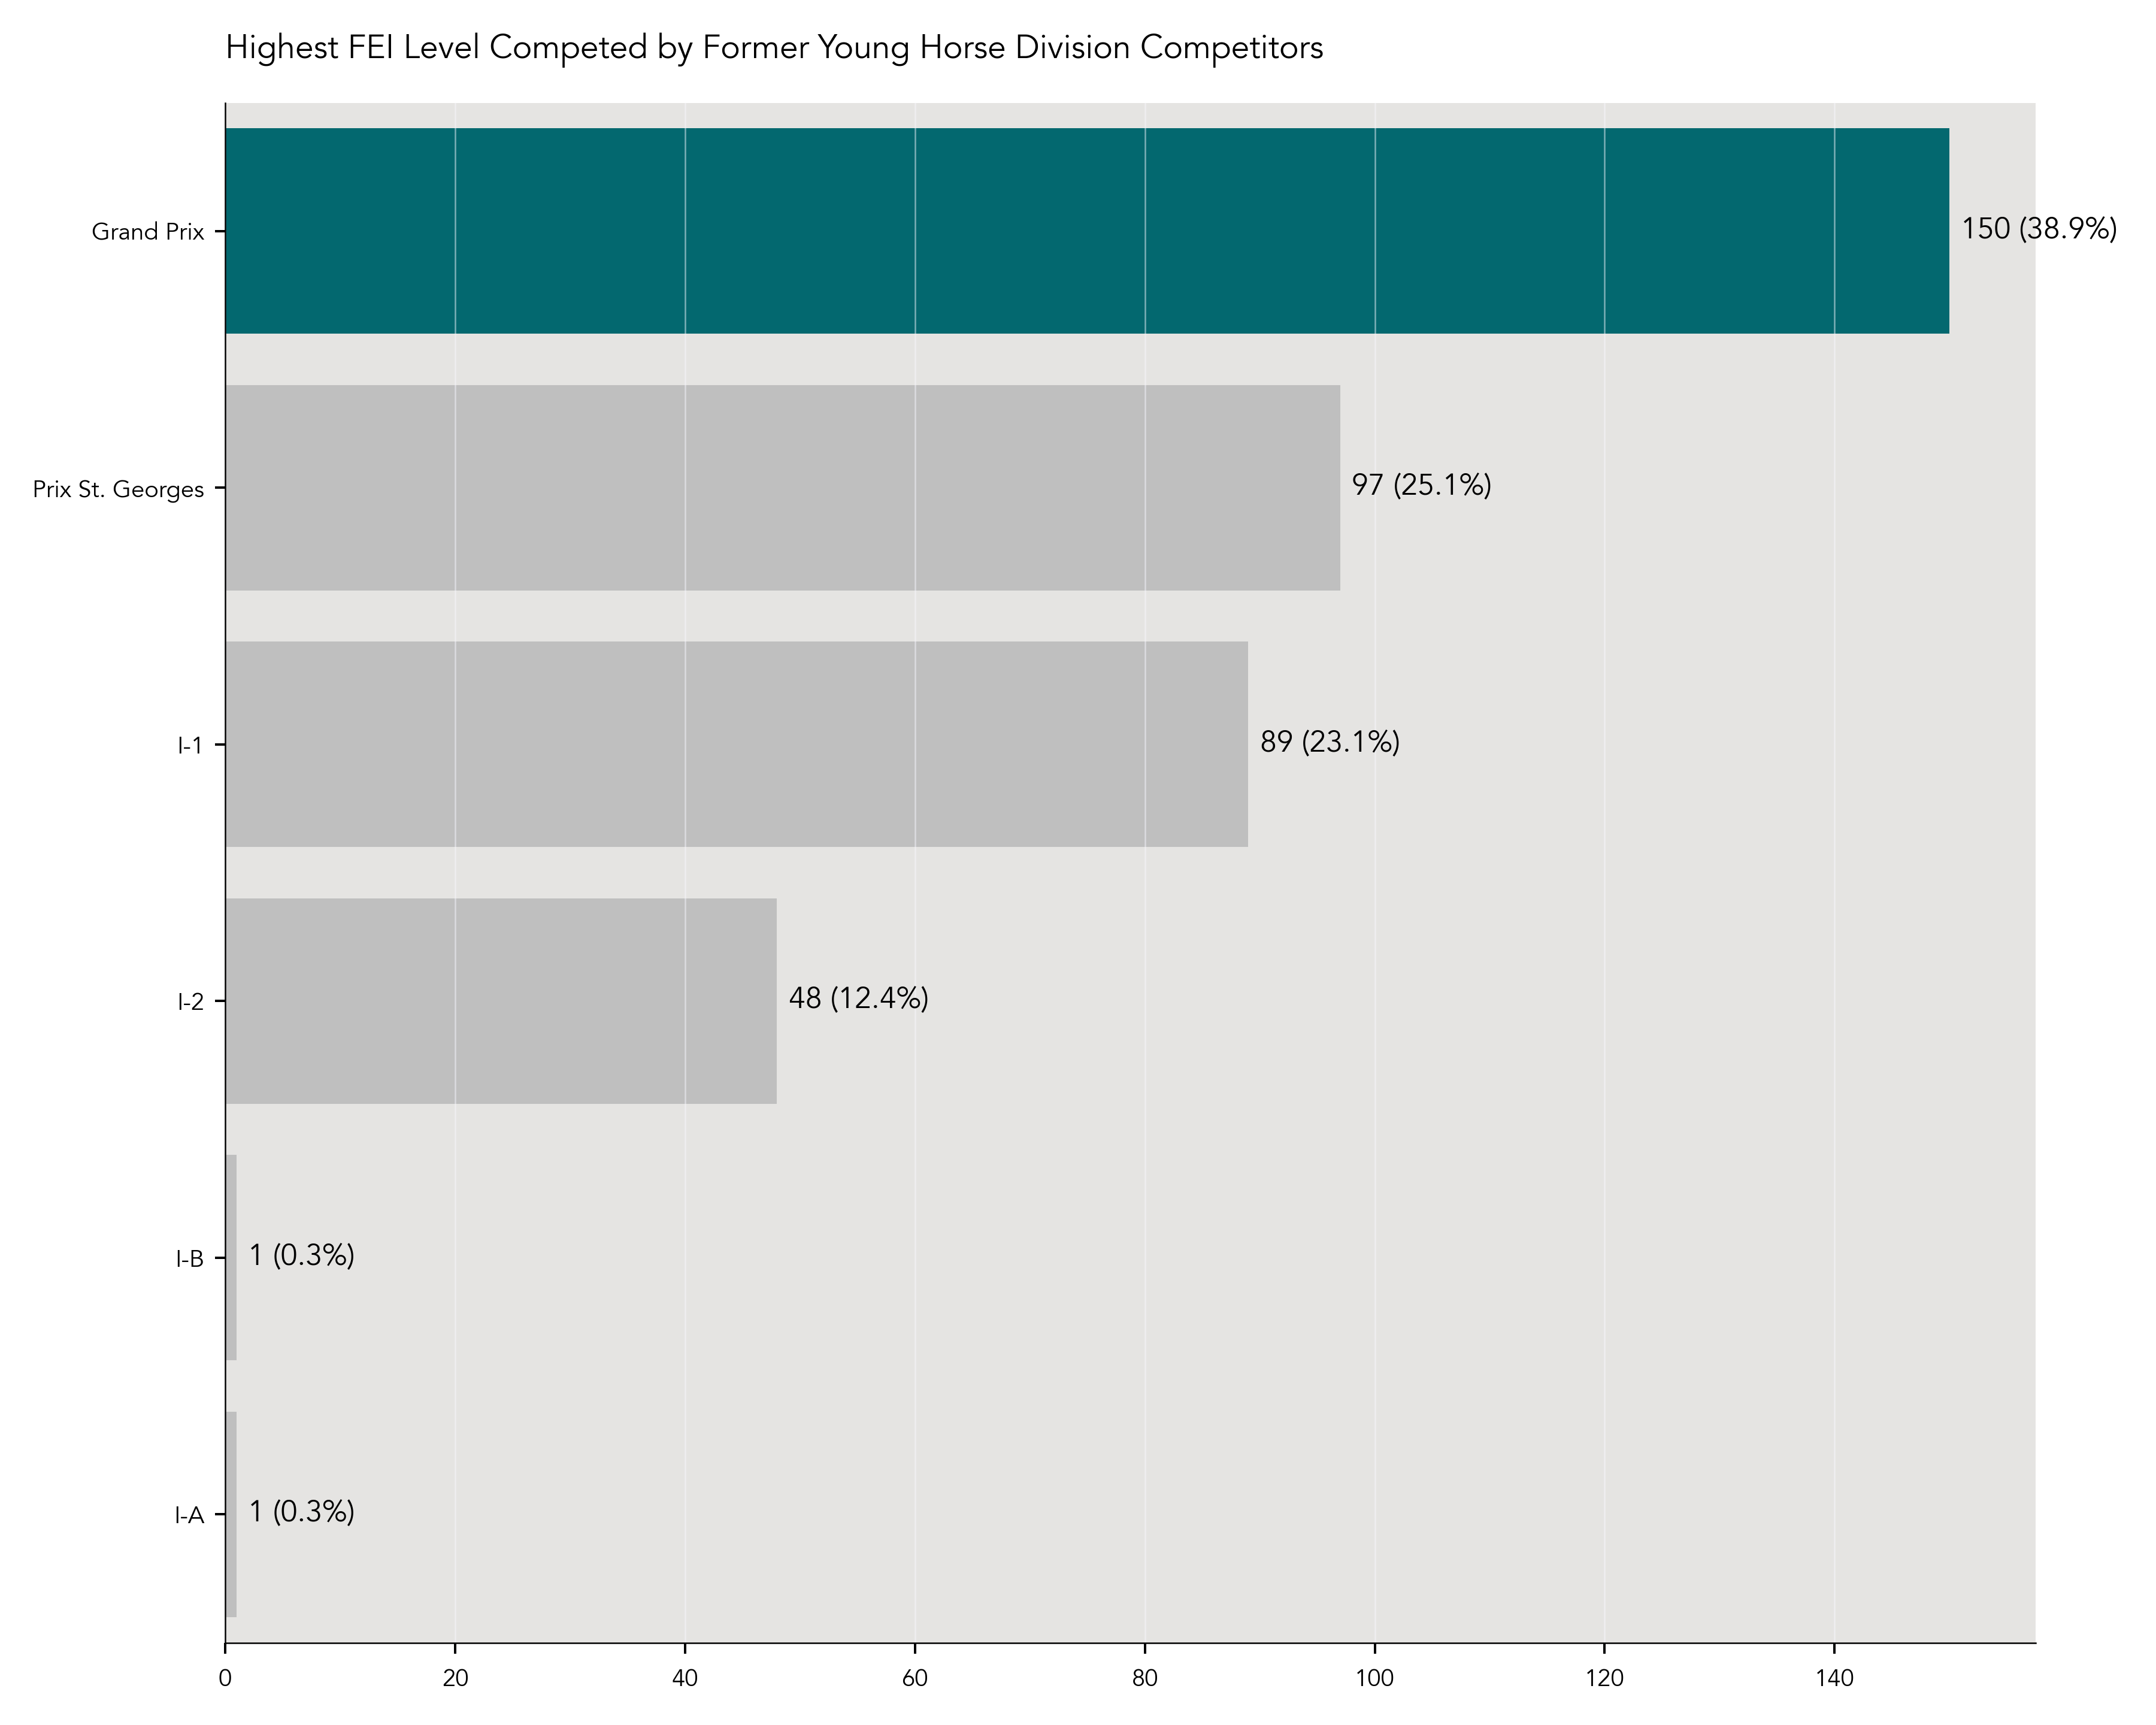 Highest FEI Level Competed by Former Young Horse Division Competitors
Grand Prix
150 (38.9%)
Prix St. Georges
97 (25.1%)
I-1
89 (23.1%)
I-2
48 (12.4%)
I-B
1 (0.3%)
I-A
1 (0.3%)
0 20 40 60 80 100 120 140